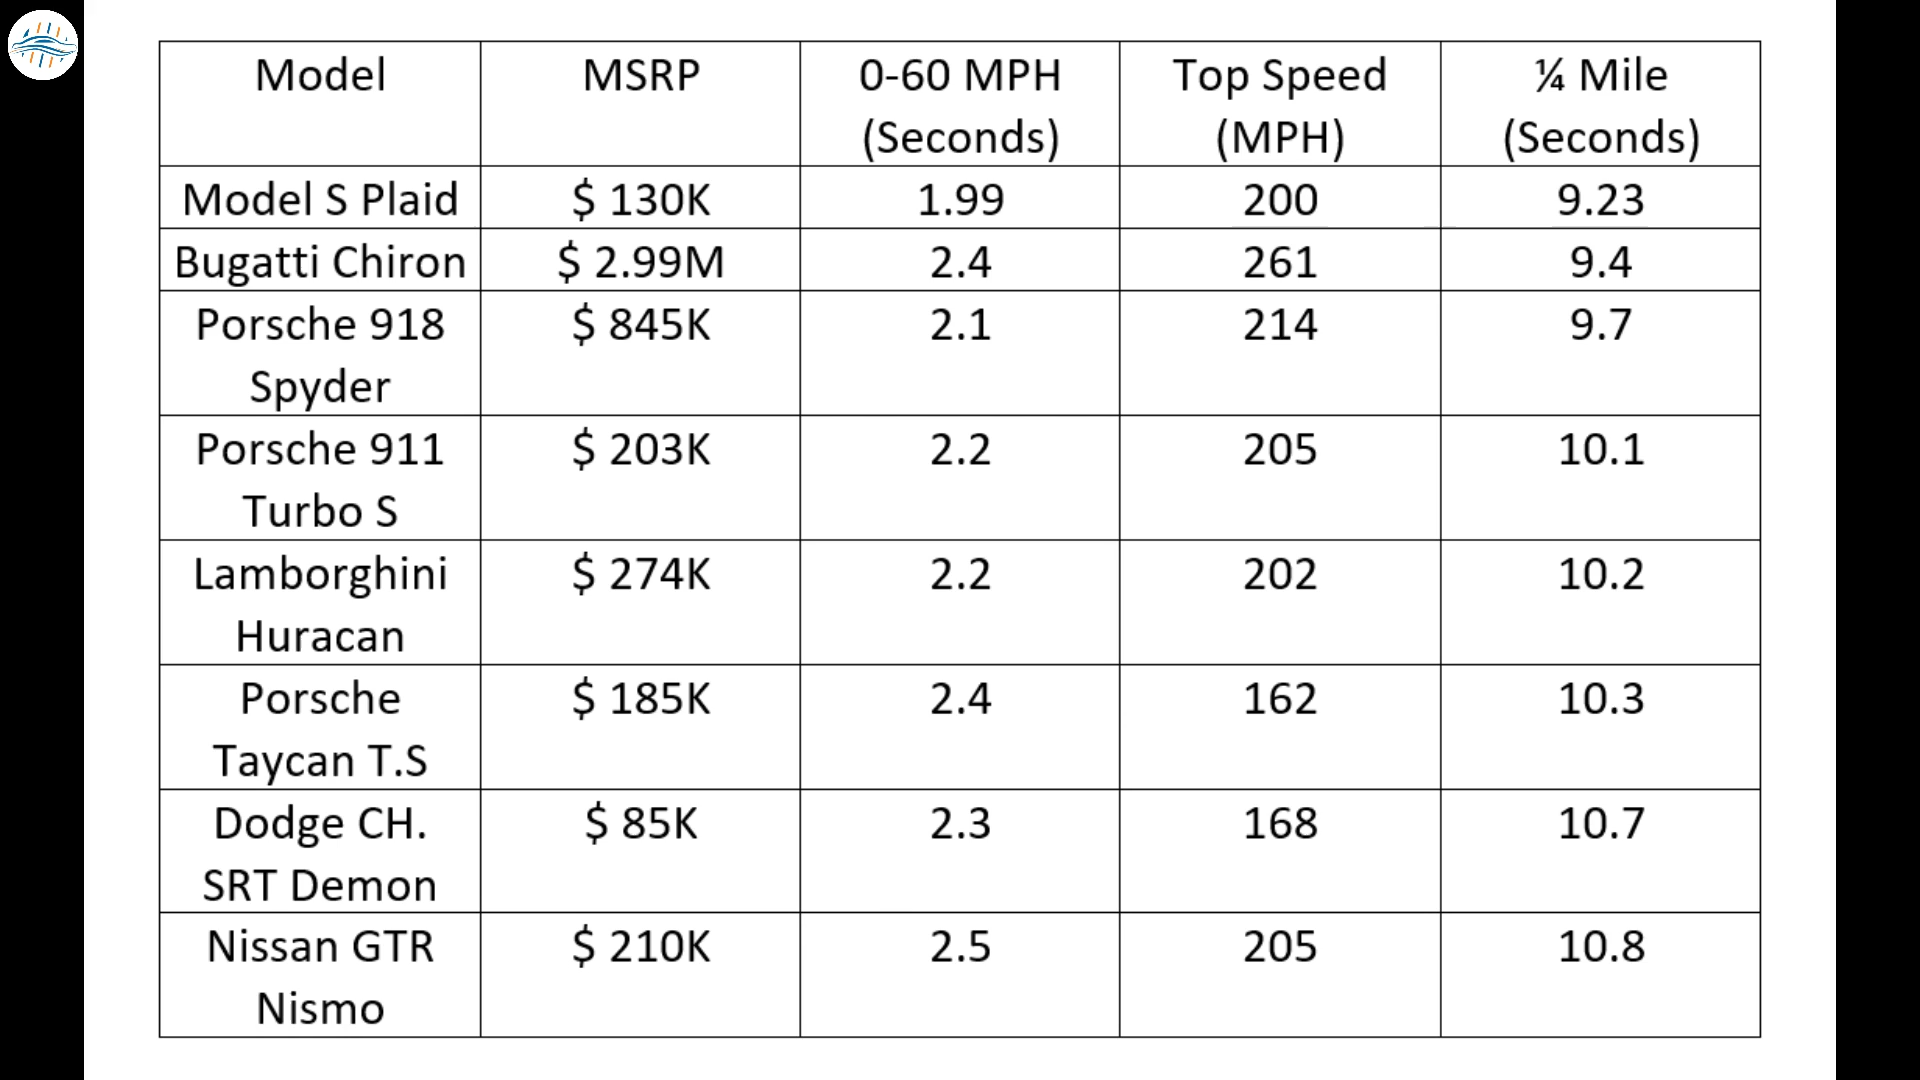 Model MSRP 0-60 MPH Top Speed ¼ Mile
(Seconds) (MPH) (Seconds)
Model S Plaid $ 130K 1.99 200 9.23
Bugatti Chiron $ 2.99M 2.4 261 9.4
Porsche 918 $ 845K 2.1 214 9.7
Spyder
Porsche 911 $ 203K 2.2 205 10.1
Turbo S
Lamborghini $ 274K 2.2 202 10.2
Huracan
Porsche $ 185K 2.4 162 10.3
Taycan T.S
Dodge CH. $ 85K 2.3 168 10.7
SRT Demon
Nissan GTR $ 210K 2.5 205 10.8
Nismo